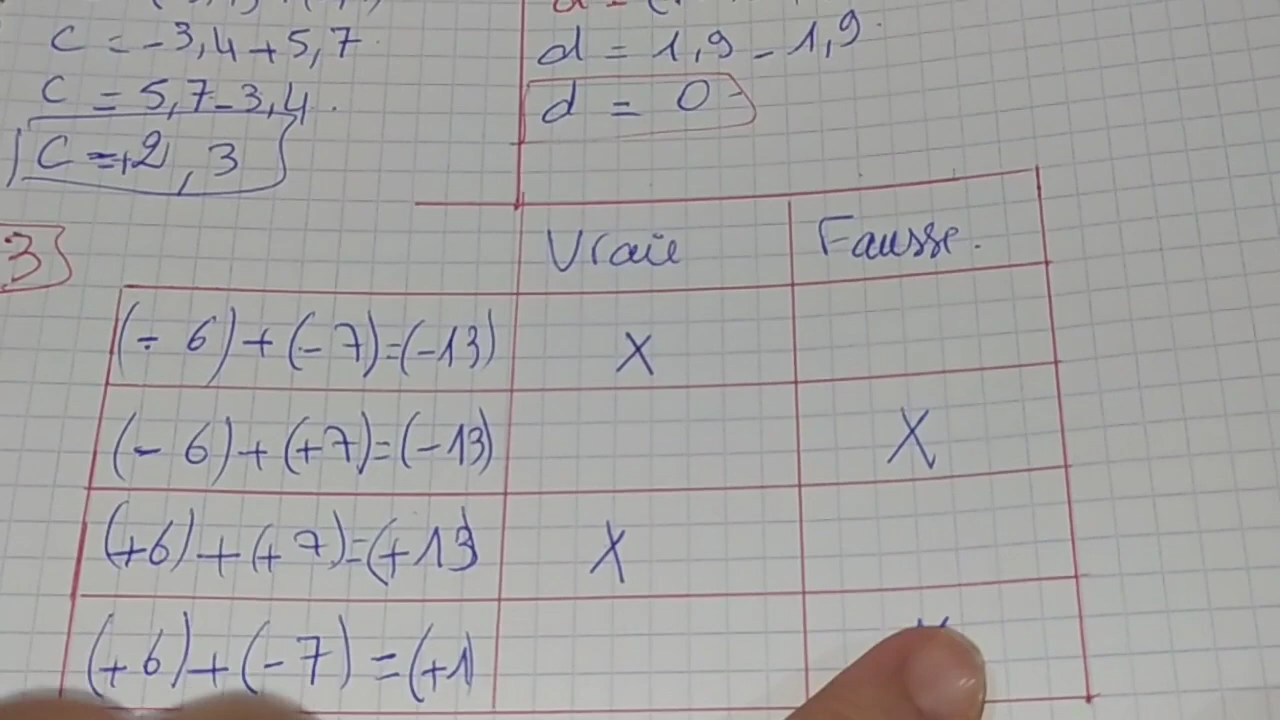 C = -3,4 + 5,7
C = 5,7 - 3,4.
C = +2,3
d = 1,9 - 1,9.
d = 0
3
Vraie Fausse.
(- 6) + (- 7) = (-13) X
(- 6) + (+7) = (-13) X
(+6) + (+7) = (+13 X
(+6) + (-7) = (+1